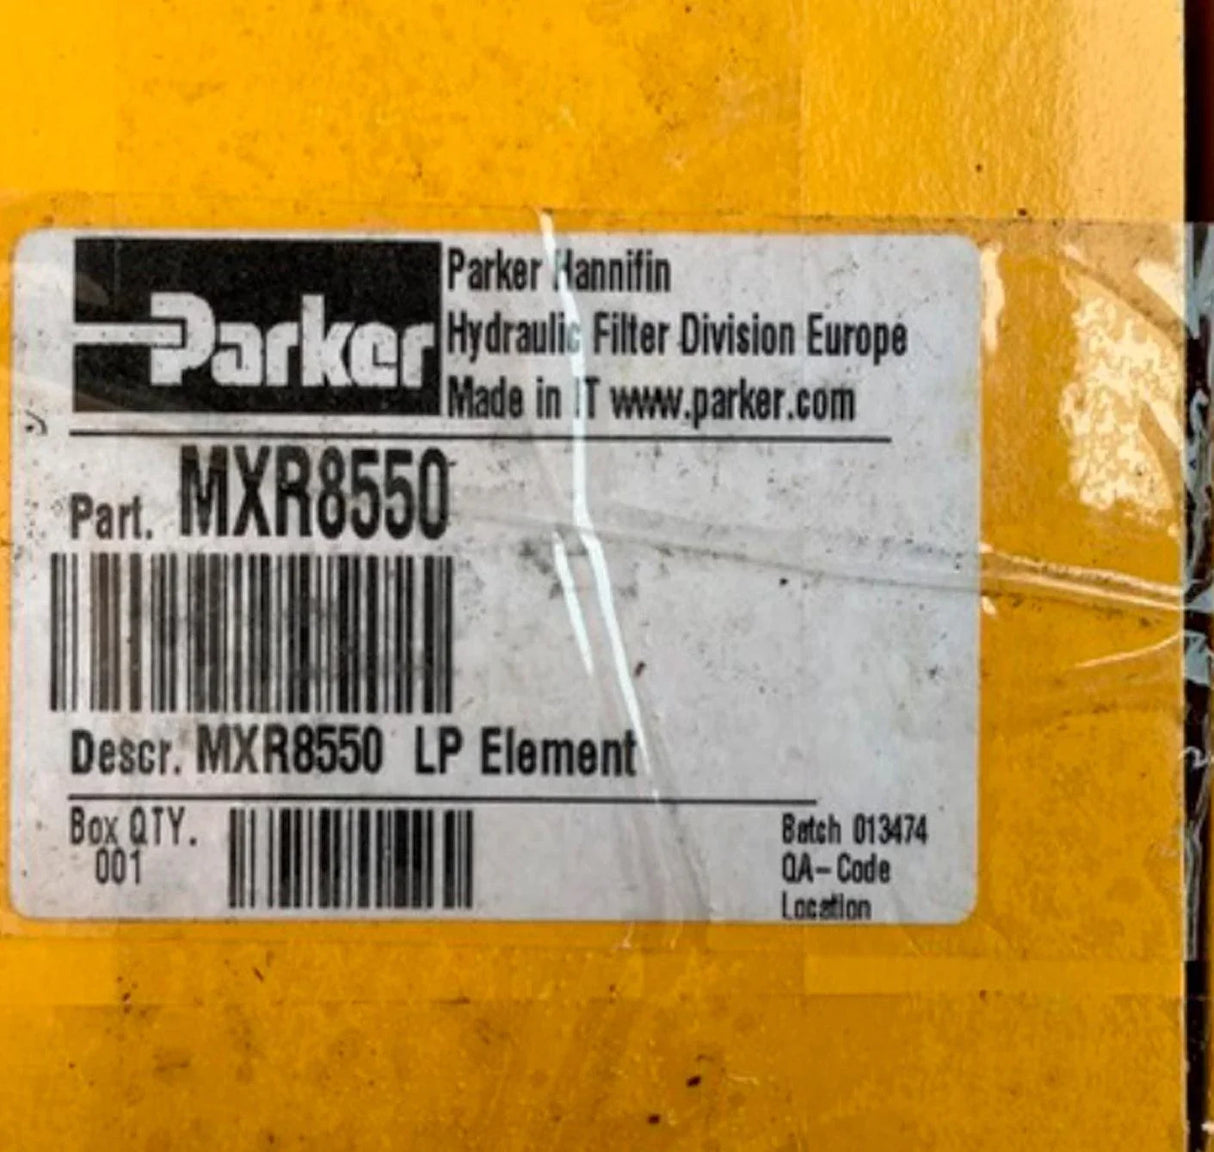 Parker
Parker Hannifin
Hydraulic Filter Division Europe
Made in IT www.parker.com
Part. MXR8550
Descr. MXR8550 LP Element
Box QTY.
001
Batch 013474
QA-Code
Location